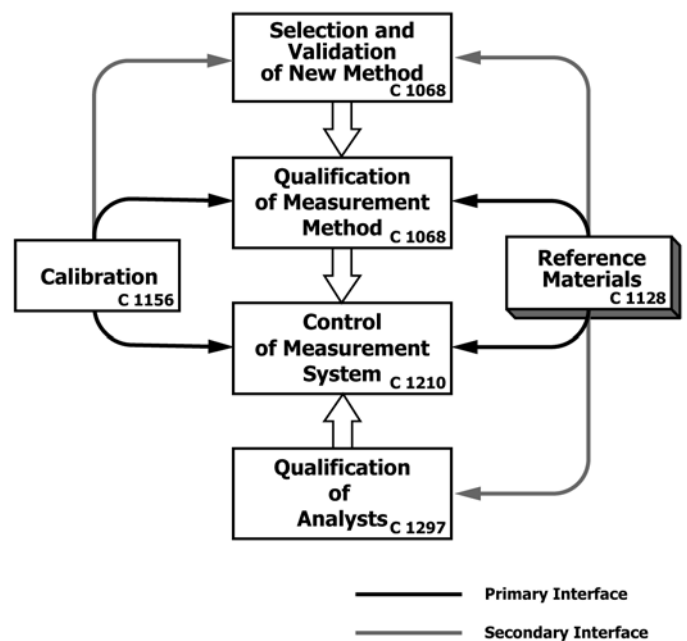 Selection and
Validation
of New Method
C 1068
Qualification
of Measurement
Method
C 1068
Calibration
C 1156
Reference
Materials
C 1128
Control
of Measurement
System
C 1210
Qualification
of
Analysts
C 1297
Primary Interface
Secondary Interface